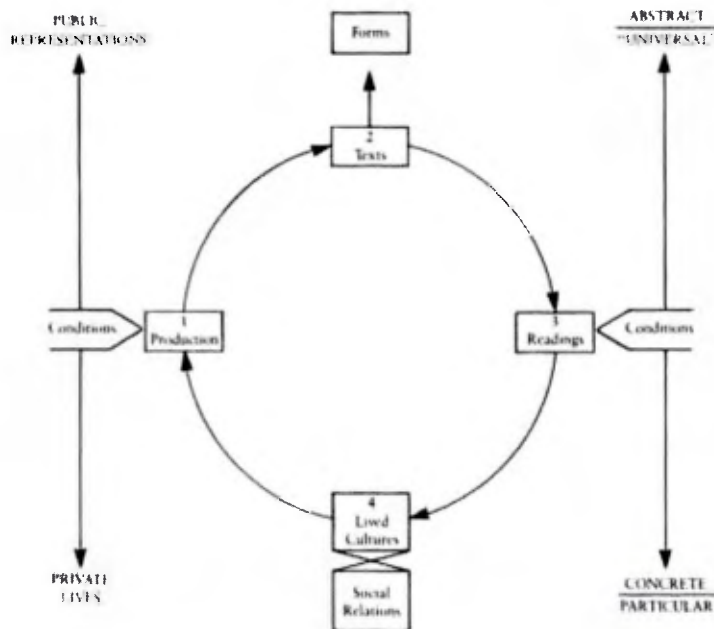 PUBLIC
REPRESENTATIONS
Forms
ABSTRACT
"UNIVERSAL"
2
Texts
Conditions
1
Production
3
Readings
Conditions
4
Lived
Cultures
PRIVATE
LIVES
Social
Relations
CONCRETE
PARTICULAR